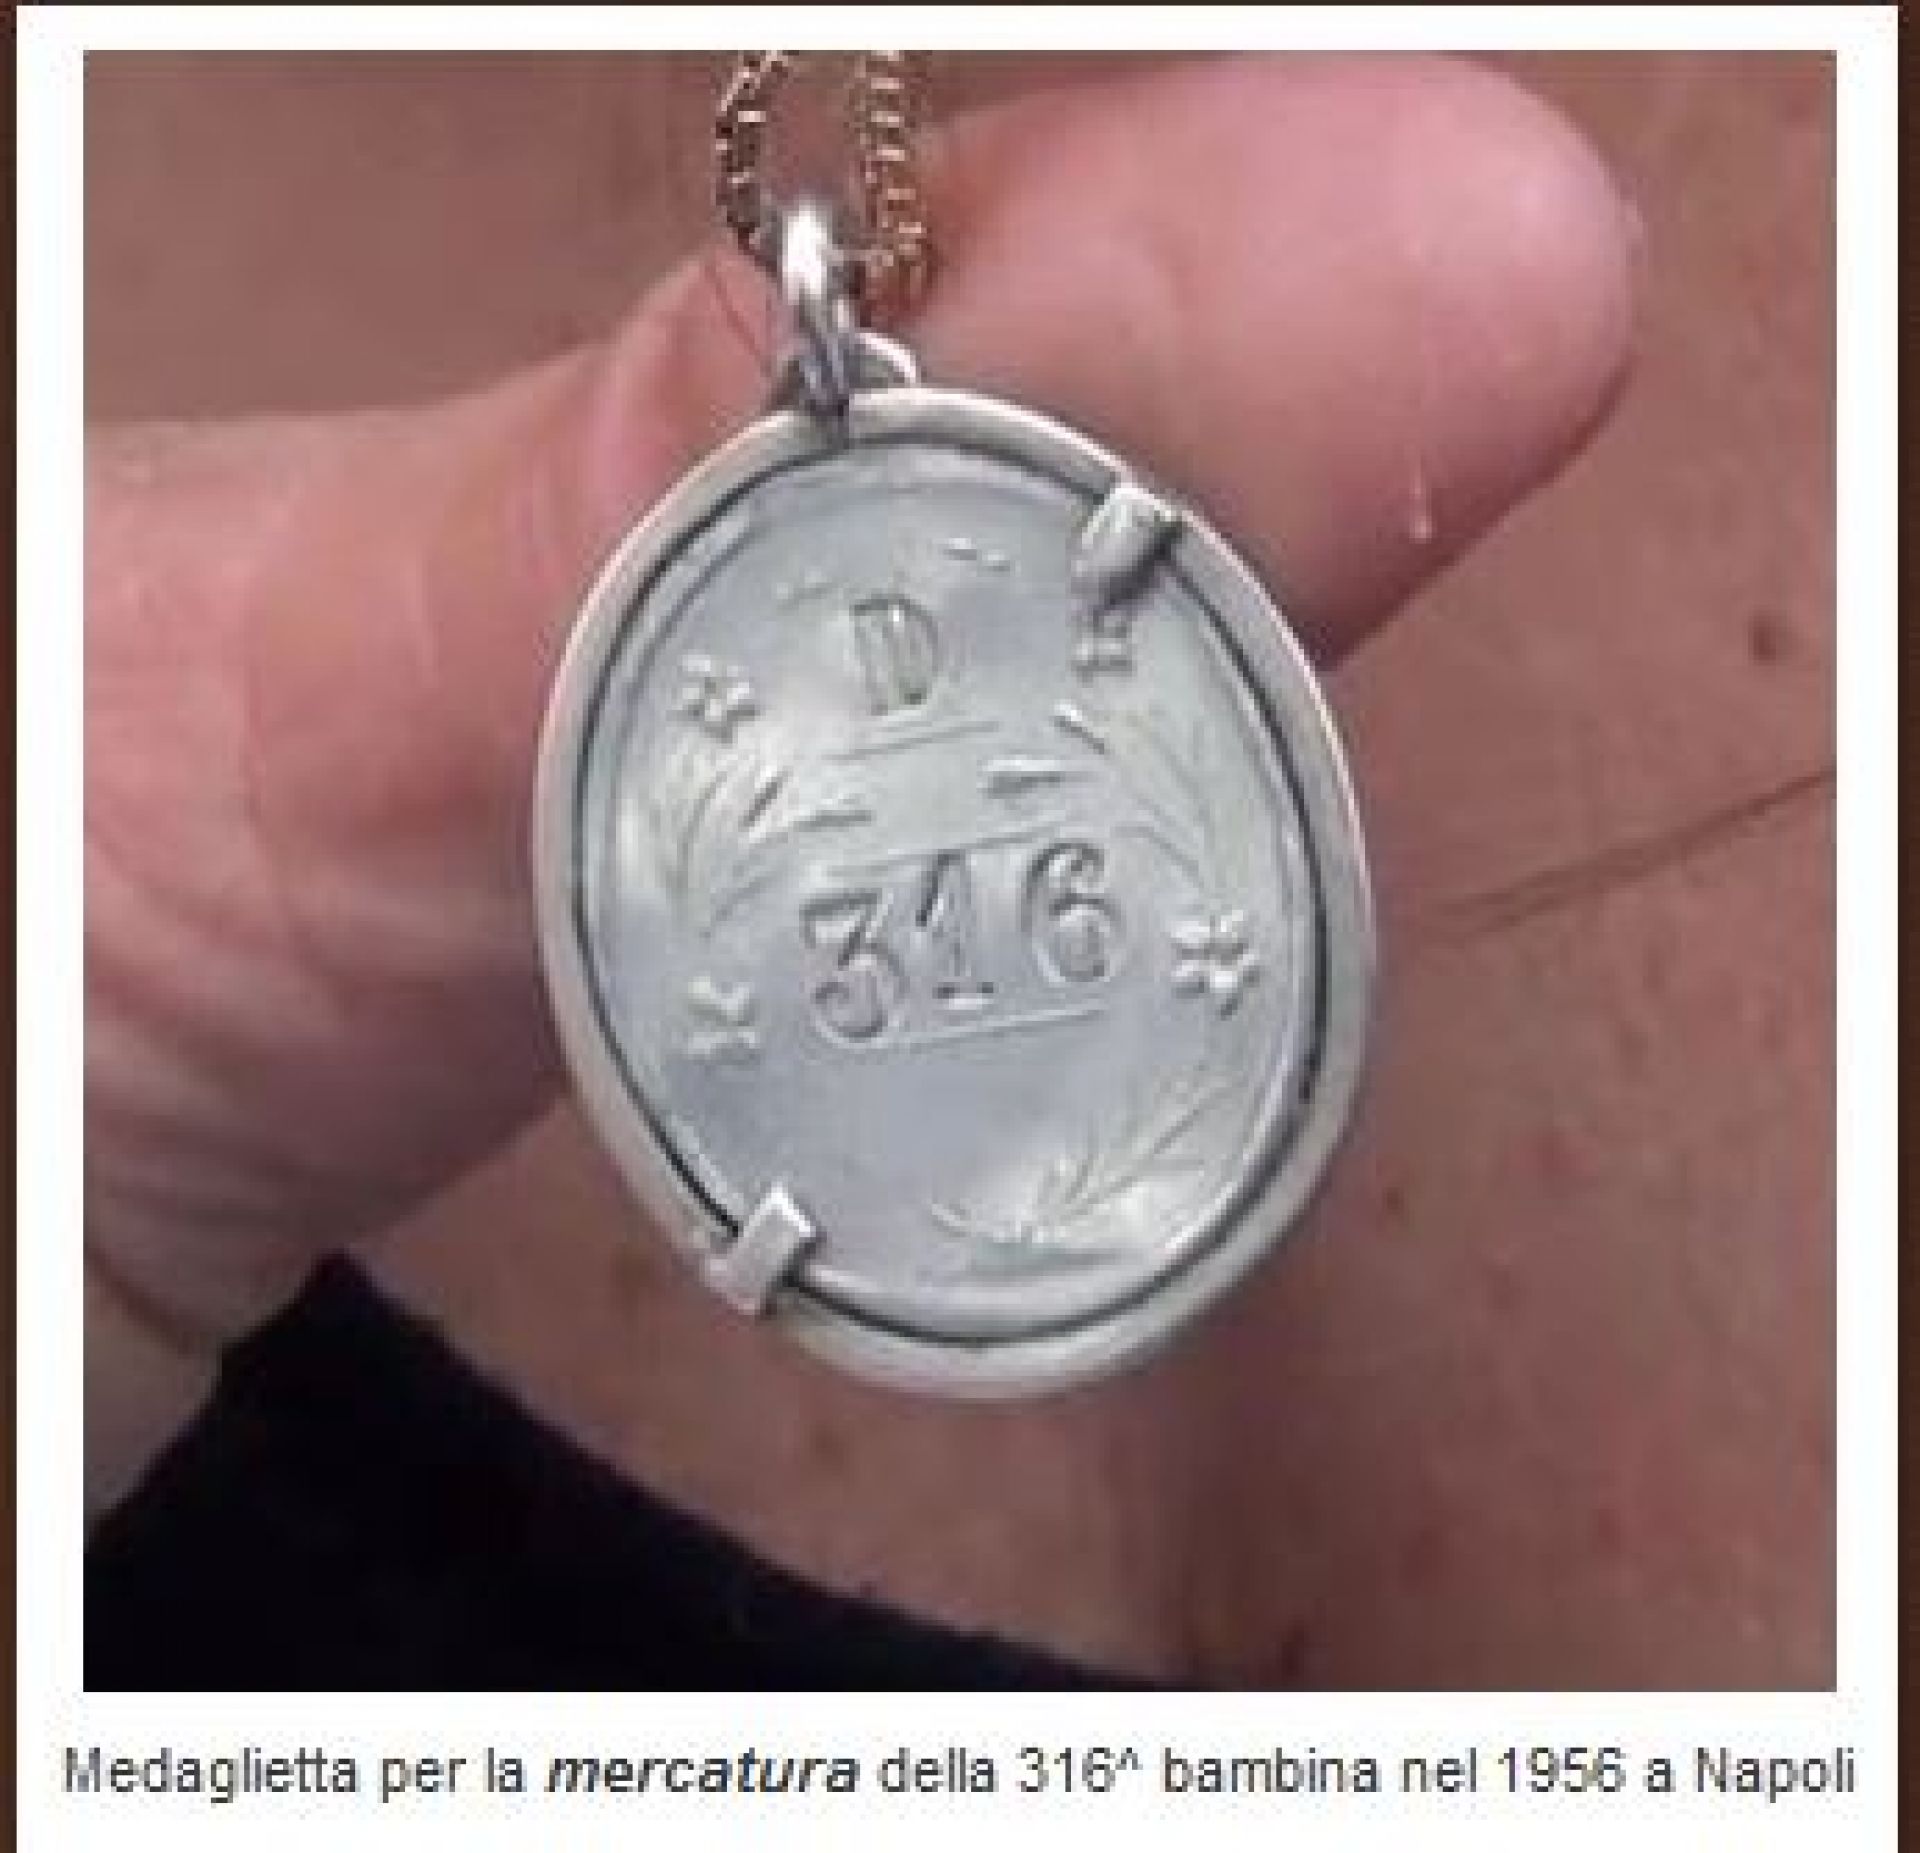 D
316
Medaglietta per la mercatura della 316^ bambina nel 1956 a Napoli